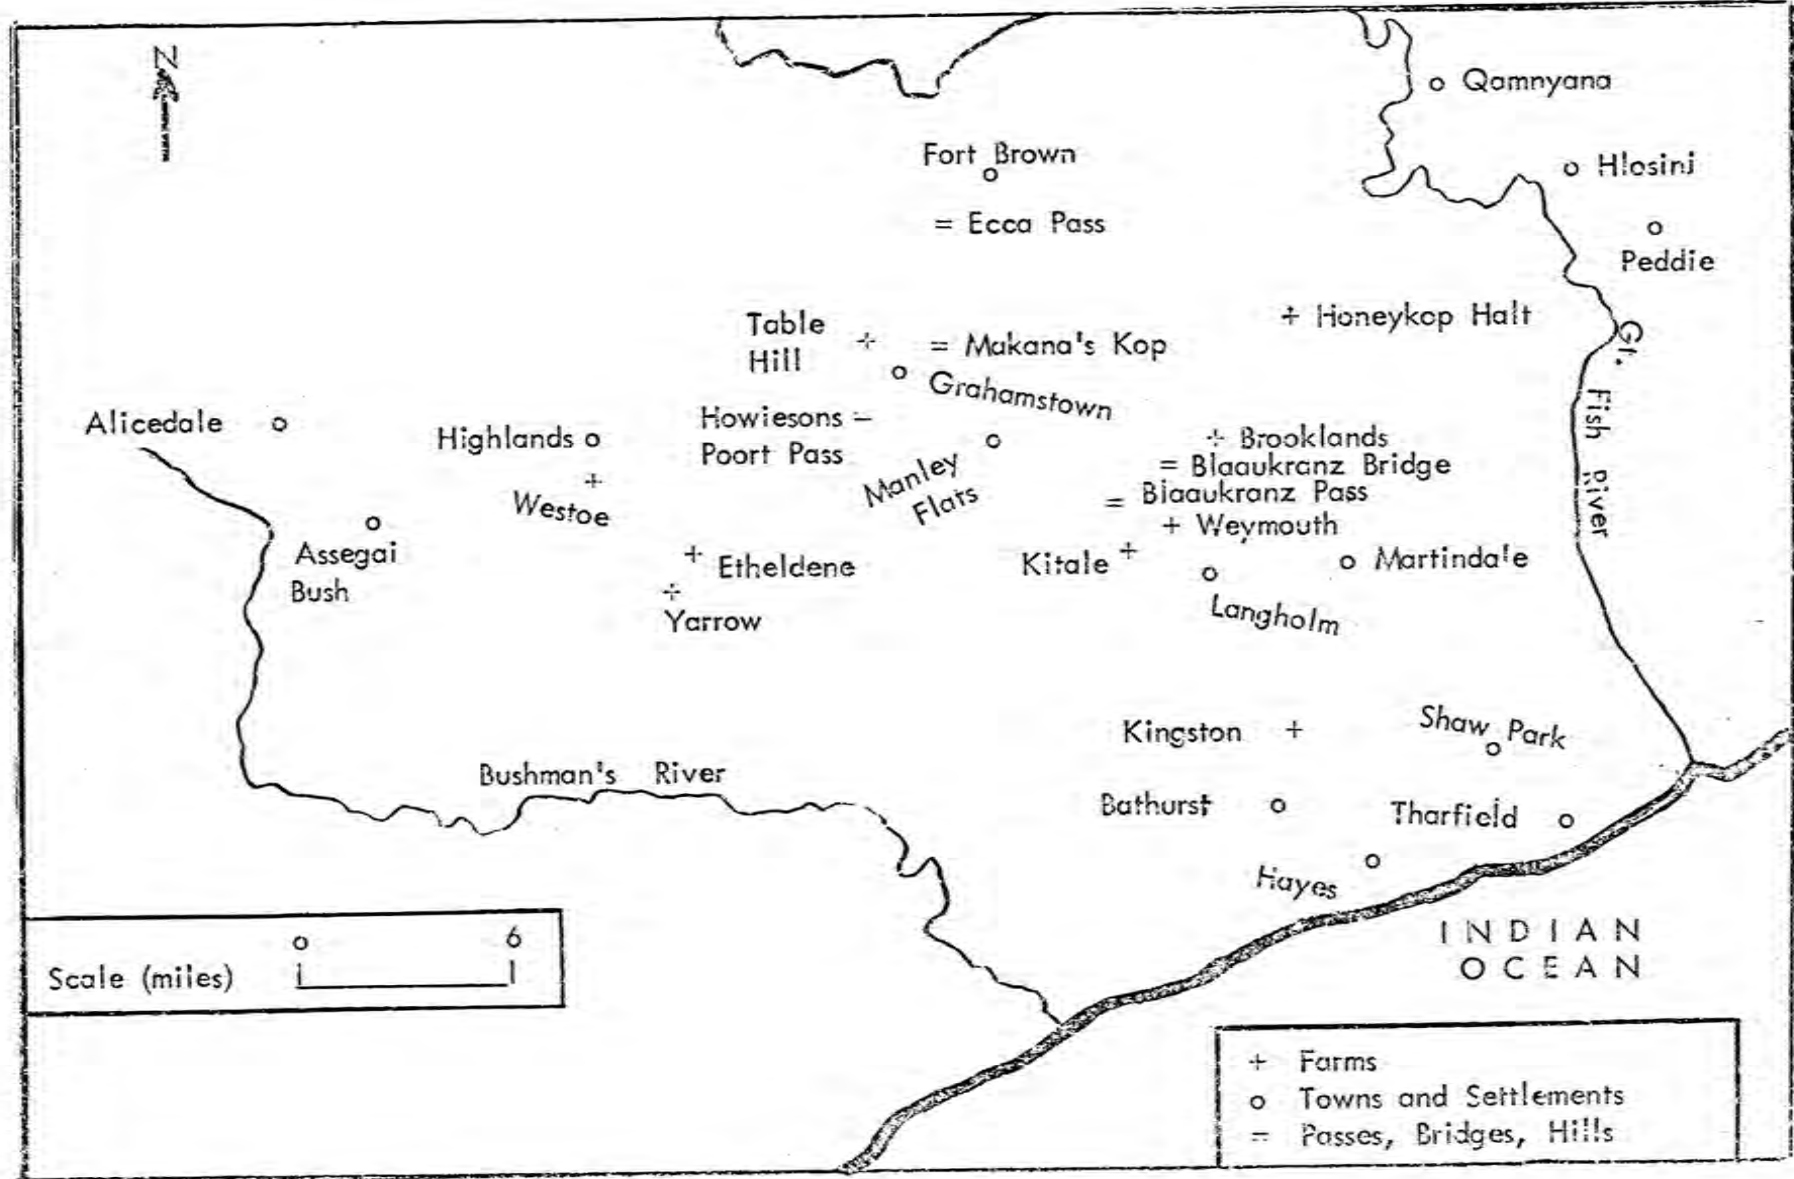 N
Qamnyana
Fort Brown
Hlosini
= Ecca Pass
Peddie
Table
Hill
+ Honeykop Halt
= Makana's Kop
Gt. Fish River
Grahamstown
Alicedale
Highlands
Howiesons
Poort Pass
+ Brooklands
= Blaaukranz Bridge
Manley
Flats
= Blaaukranz Pass
Westoe
+ Weymouth
Assegai
Bush
+ Etheldene
Kitale +
Martindale
Yarrow
Langholm
Kingston +
Shaw Park
Bushman's River
Bathurst
Tharfield
Hayes
INDIAN
OCEAN
0 6
Scale (miles)
+ Farms
o Towns and Settlements
= Passes, Bridges, Hills